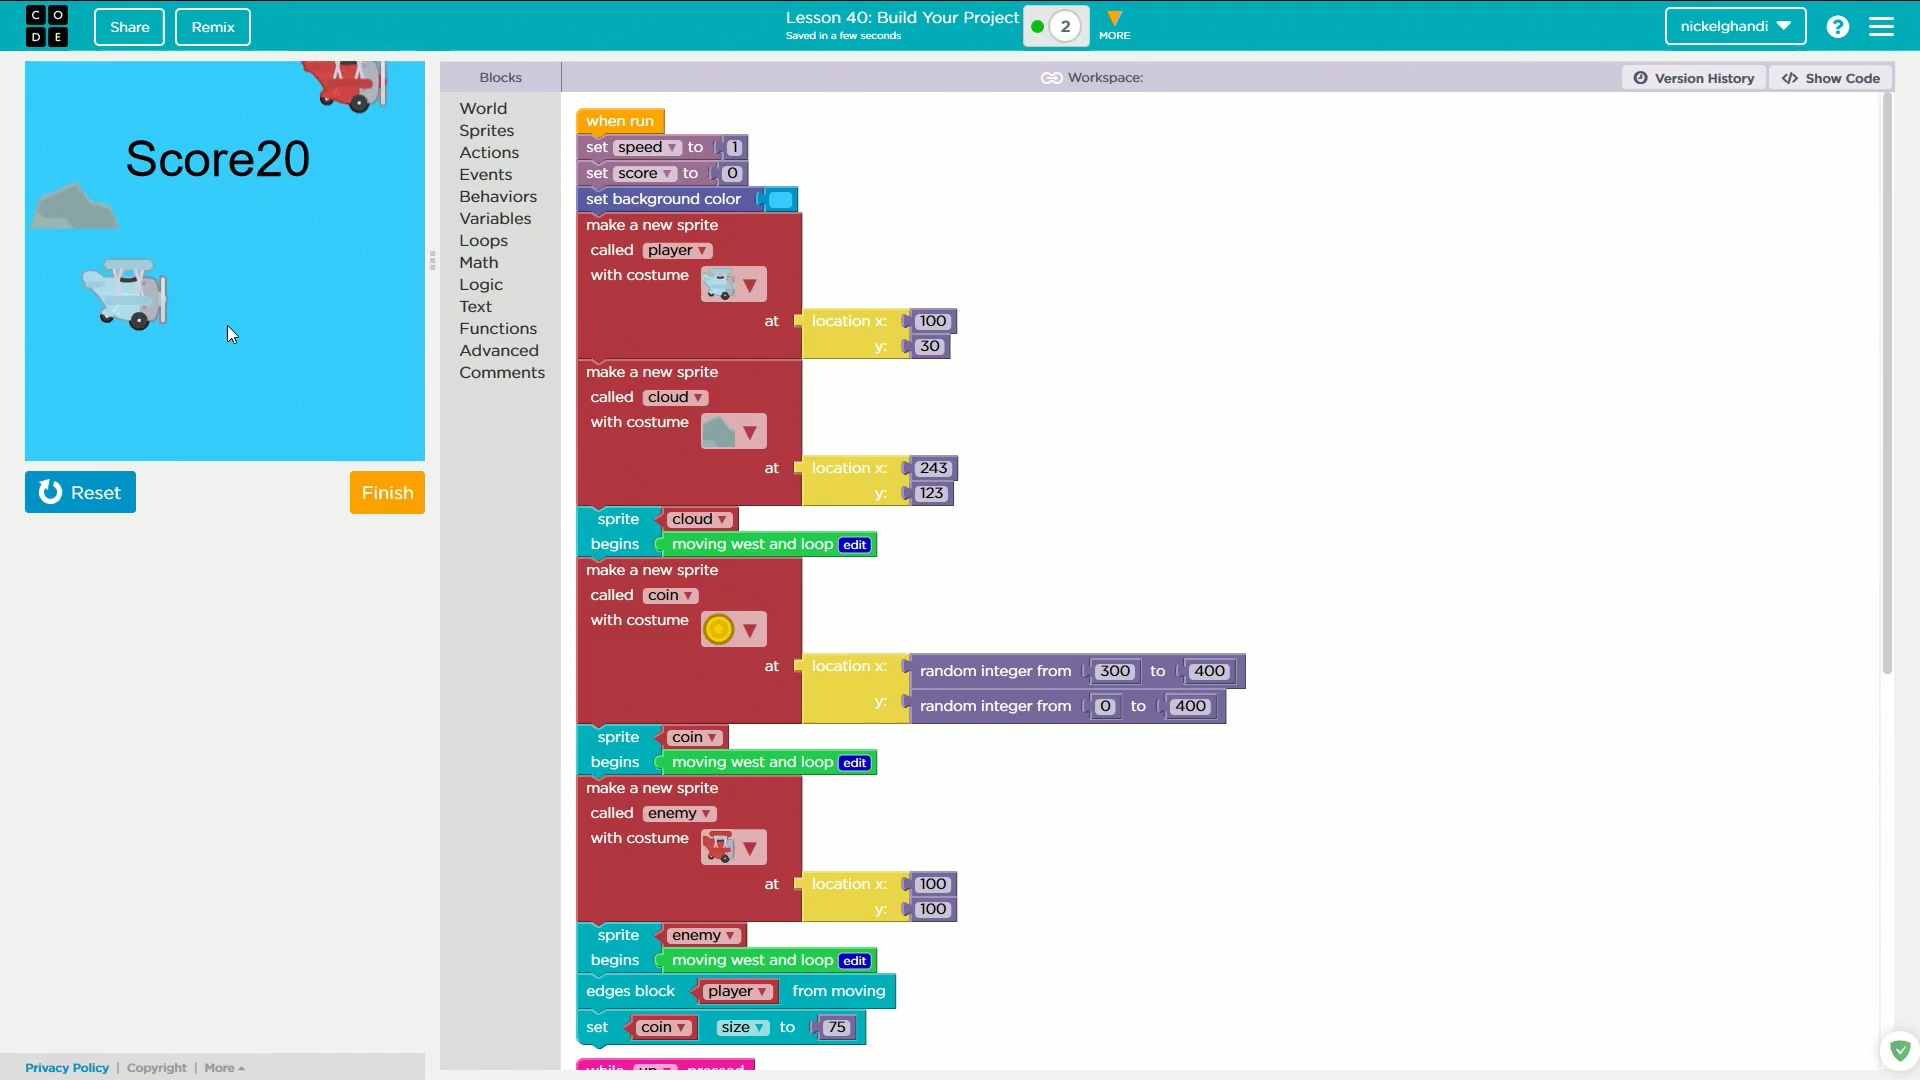 C O
D E
Share
Remix
Lesson 40: Build Your Project
Saved in a few seconds
2
MORE
nickelghandi
?
Score20
Reset
Finish
Blocks
Workspace:
Version History
Show Code
World
Sprites
Actions
Events
Behaviors
Variables
Loops
Math
Logic
Text
Functions
Advanced
Comments
when run
set speed to 1
set score to 0
set background color
make a new sprite
called player
with costume
at location x: 100
y: 30
make a new sprite
called cloud
with costume
at location x: 243
y: 123
sprite cloud
begins moving west and loop edit
make a new sprite
called coin
with costume
at location x: random integer from 300 to 400
y: random integer from 0 to 400
sprite coin
begins moving west and loop edit
make a new sprite
called enemy
with costume
at location x: 100
y: 100
sprite enemy
begins moving west and loop edit
edges block player from moving
set coin size to 75
while up pressed
Privacy Policy | Copyright | More